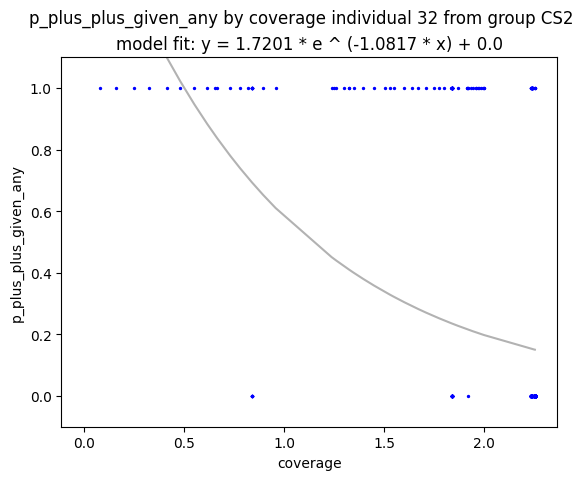 p_plus_plus_given_any by coverage individual 32 from group CS2
model fit: y = 1.7201 * e ^ (-1.0817 * x) + 0.0
p_plus_plus_given_any
1.0
0.8
0.6
0.4
0.2
0.0
0.0 0.5 1.0 1.5 2.0
coverage